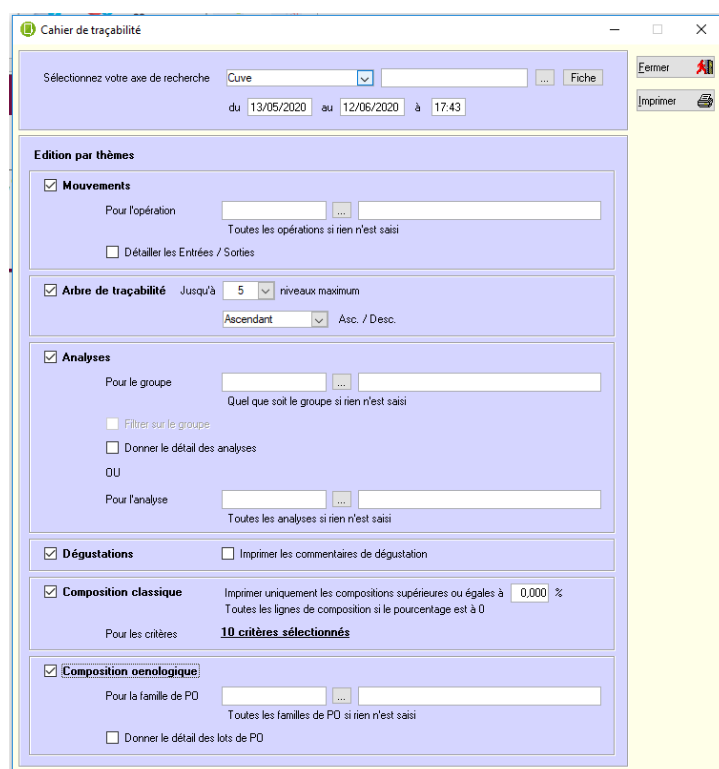 Cahier de traçabilité
Sélectionnez votre axe de recherche Cuve ... Fiche
du 13/05/2020 au 12/06/2020 à 17:43
Fermer
Imprimer
Edition par thèmes
Mouvements
Pour l'opération ...
Toutes les opérations si rien n'est saisi
Détailler les Entrées / Sorties
Arbre de traçabilité Jusqu'à 5 niveaux maximum
Ascendant Asc. / Desc.
Analyses
Pour le groupe ...
Quel que soit le groupe si rien n'est saisi
Filtrer sur le groupe
Donner le détail des analyses
OU
Pour l'analyse ...
Toutes les analyses si rien n'est saisi
Dégustations Imprimer les commentaires de dégustation
Composition classique Imprimer uniquement les compositions supérieures ou égales à 0,000 %
Toutes les lignes de composition si le pourcentage est à 0
Pour les critères 10 critères sélectionnés
Composition oenologique
Pour la famille de PO ...
Toutes les familles de PO si rien n'est saisi
Donner le détail des lots de PO